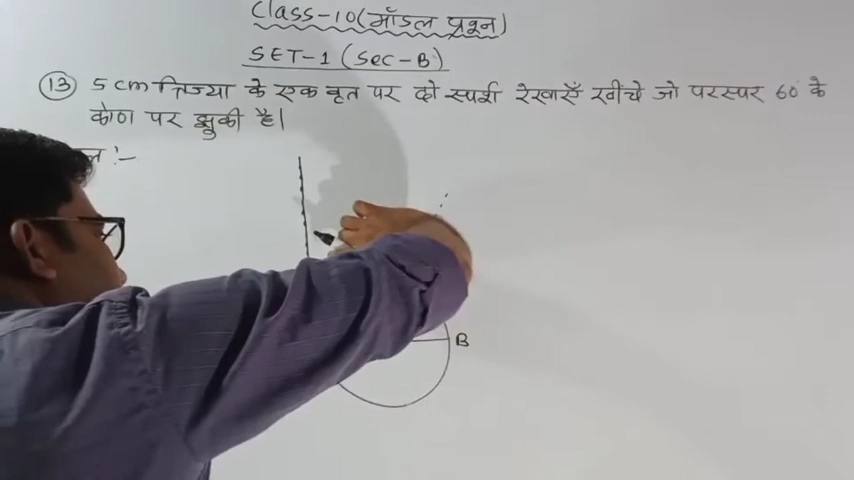 Class-10(मॉडल प्रश्न)
SET-1 (Sec-B)
13 5 cm त्रिज्या के एक वृत पर दो स्पर्श रेखाएँ खींचे जो परस्पर 60° के
कोण पर झुकी है।
ल :-
B